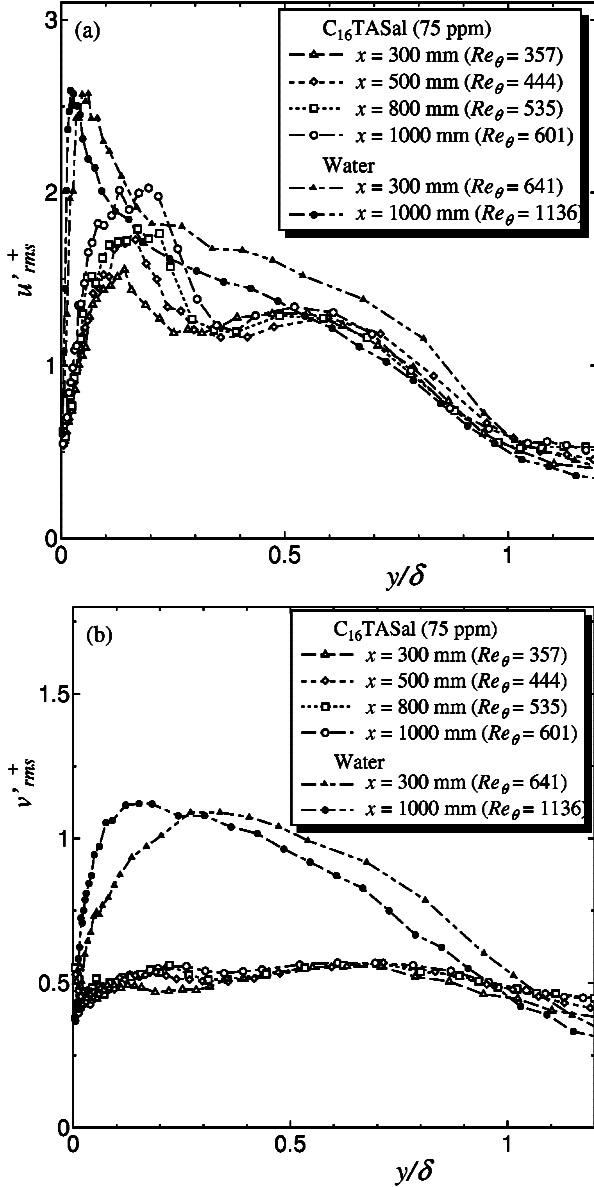 (a)
C₁₆TASal (75 ppm)
x = 300 mm (Reθ = 357)
x = 500 mm (Reθ = 444)
x = 800 mm (Reθ = 535)
x = 1000 mm (Reθ = 601)
Water
x = 300 mm (Reθ = 641)
x = 1000 mm (Reθ = 1136)
3
2
1
0
u'rms+
0
0.5
1
y/δ
(b)
C₁₆TASal (75 ppm)
x = 300 mm (Reθ = 357)
x = 500 mm (Reθ = 444)
x = 800 mm (Reθ = 535)
x = 1000 mm (Reθ = 601)
Water
x = 300 mm (Reθ = 641)
x = 1000 mm (Reθ = 1136)
1.5
1
0.5
0
v'rms+
0
0.5
1
y/δ